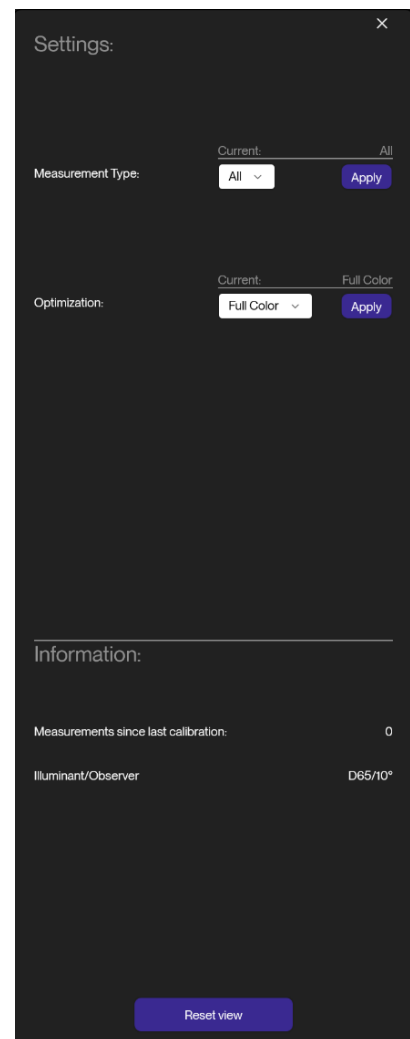 Settings:
Current: All
Measurement Type: All Apply
Current: Full Color
Optimization: Full Color Apply
Information:
Measurements since last calibration: 0
Illuminant/Observer D65/10°
Reset view